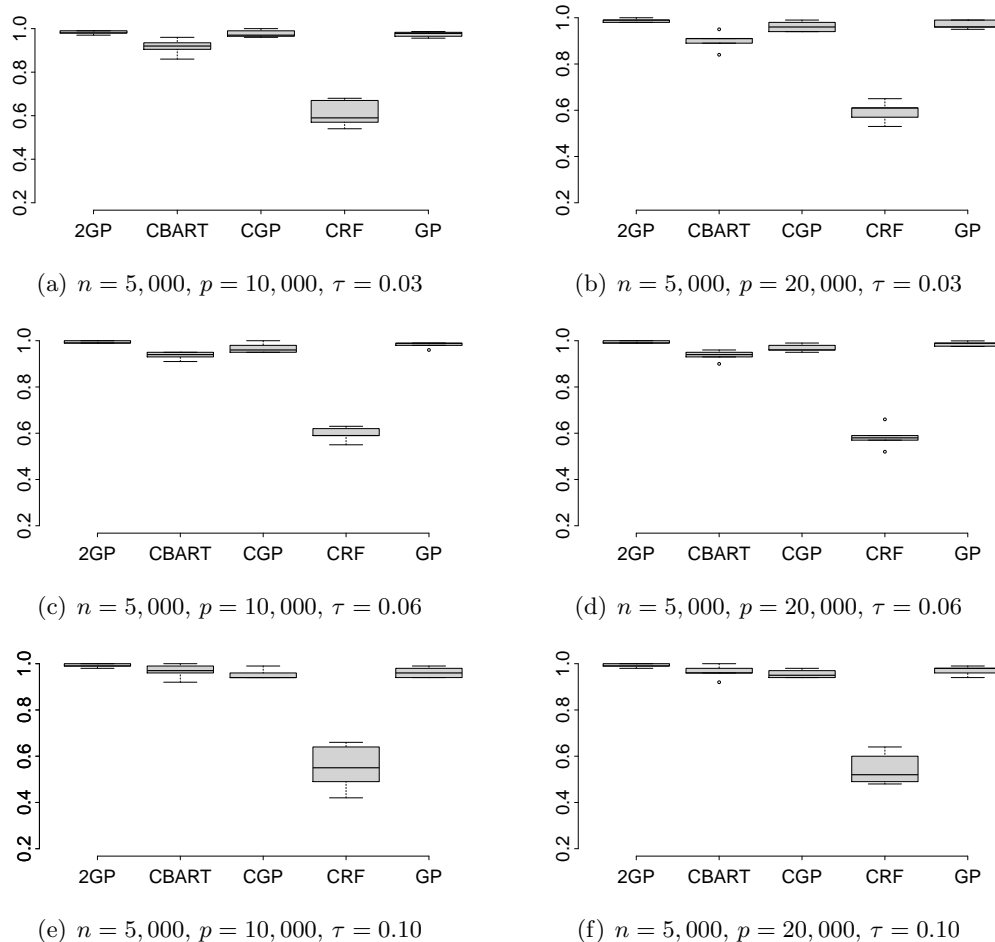 0.2 0.4 0.6 0.8 1.0
2GP CBART CGP CRF GP
(a) n = 5, 000, p = 10, 000, τ = 0.03
0.2 0.4 0.6 0.8 1.0
2GP CBART CGP CRF GP
(b) n = 5, 000, p = 20, 000, τ = 0.03
0.2 0.4 0.6 0.8 1.0
2GP CBART CGP CRF GP
(c) n = 5, 000, p = 10, 000, τ = 0.06
0.2 0.4 0.6 0.8 1.0
2GP CBART CGP CRF GP
(d) n = 5, 000, p = 20, 000, τ = 0.06
0.2 0.4 0.6 0.8 1.0
2GP CBART CGP CRF GP
(e) n = 5, 000, p = 10, 000, τ = 0.10
0.2 0.4 0.6 0.8 1.0
2GP CBART CGP CRF GP
(f) n = 5, 000, p = 20, 000, τ = 0.10